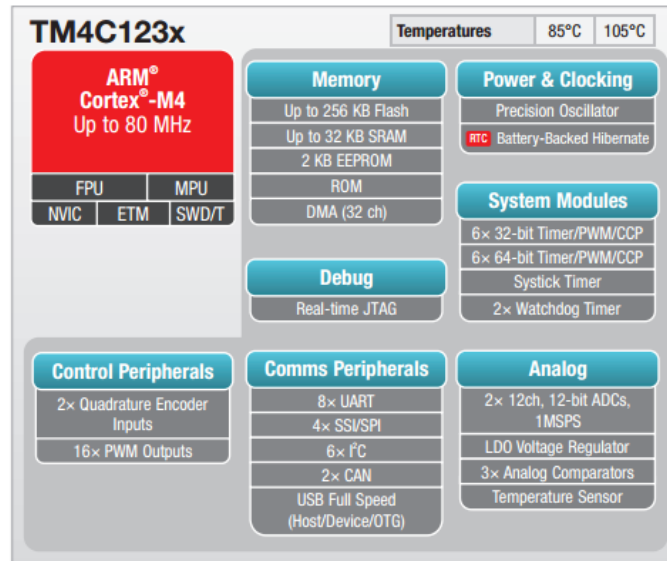 TM4C123x
Temperatures 85°C 105°C
ARM®
Cortex®-M4
Up to 80 MHz
FPU MPU
NVIC ETM SWD/T
Memory
Up to 256 KB Flash
Up to 32 KB SRAM
2 KB EEPROM
ROM
DMA (32 ch)
Power & Clocking
Precision Oscillator
RTC Battery-Backed Hibernate
System Modules
6× 32-bit Timer/PWM/CCP
6× 64-bit Timer/PWM/CCP
Systick Timer
2× Watchdog Timer
Debug
Real-time JTAG
Control Peripherals
2× Quadrature Encoder
Inputs
16× PWM Outputs
Comms Peripherals
8× UART
4× SSI/SPI
6× I²C
2× CAN
USB Full Speed
(Host/Device/OTG)
Analog
2× 12ch, 12-bit ADCs,
1MSPS
LDO Voltage Regulator
3× Analog Comparators
Temperature Sensor